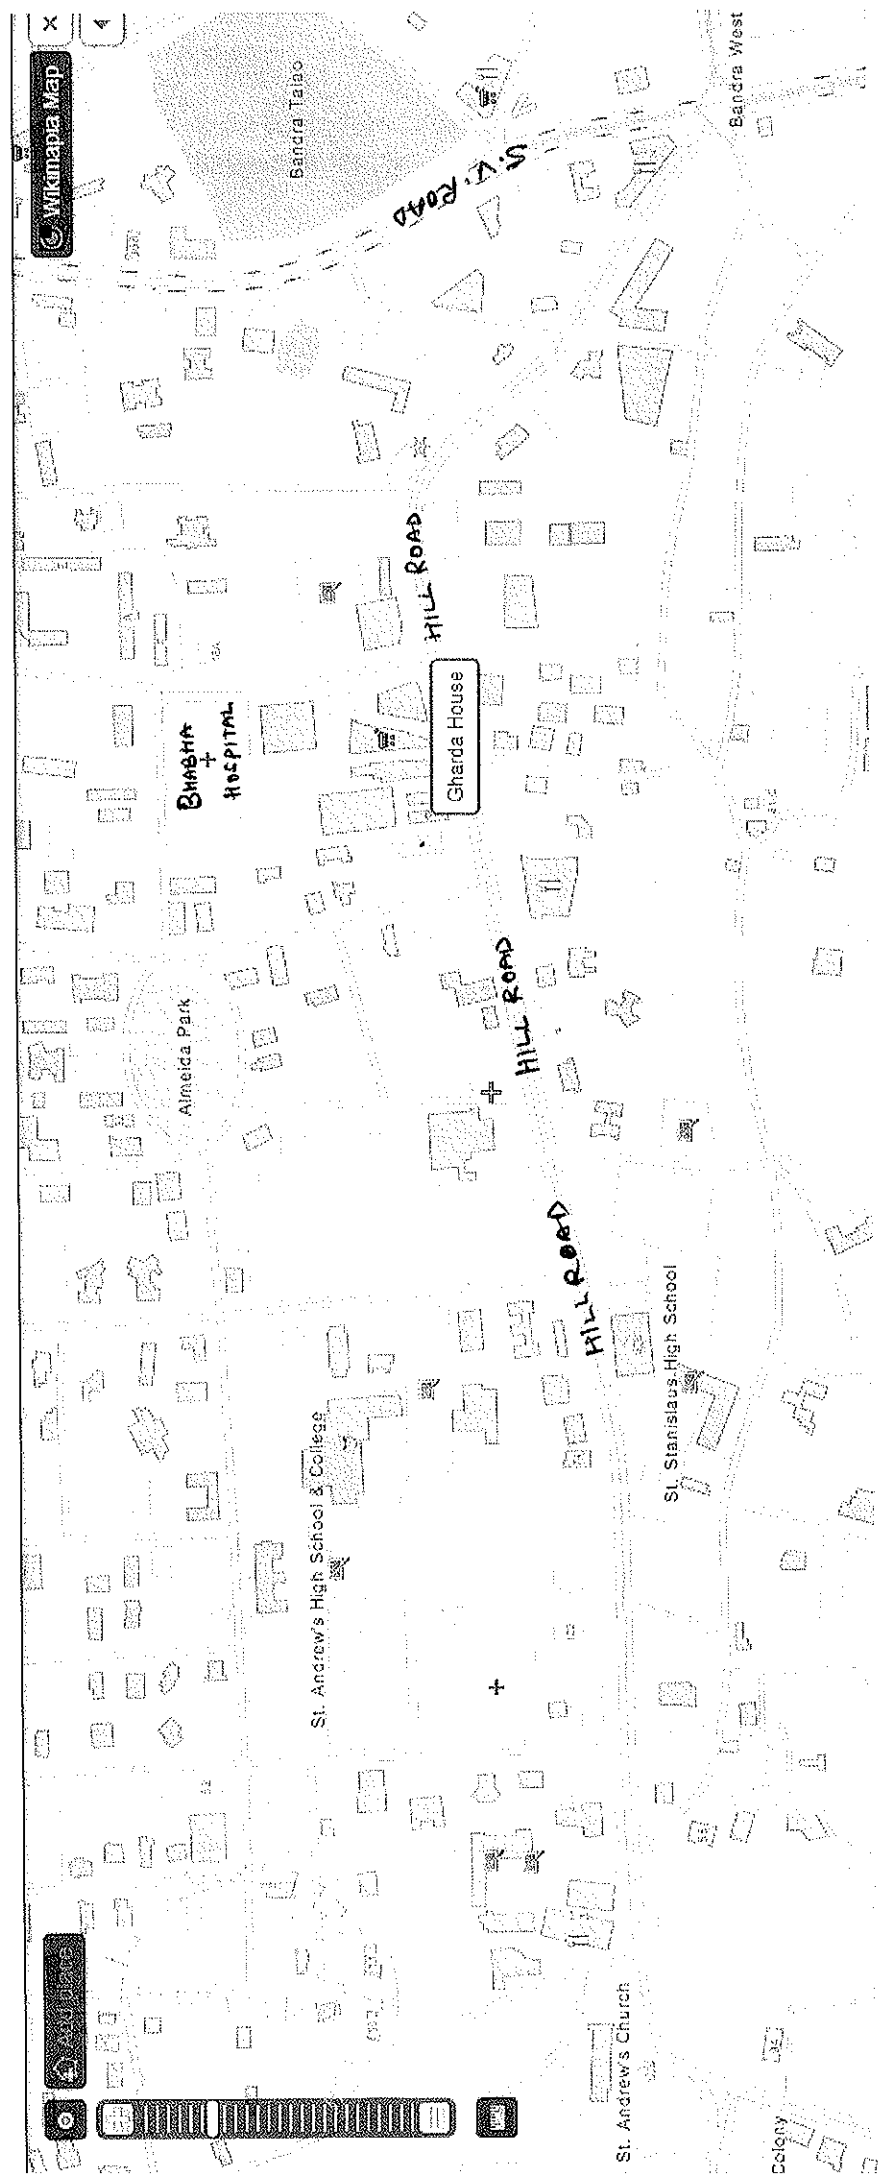 Wikimapia Map
Bandra Talao
Bandra West
S.V. ROAD
HILL ROAD
BHABHA
HOSPITAL
Gharda House
HILL ROAD
Almeida Park
HILL ROAD
St. Stanislaus High School
St. Andrew's High School & College
Add place
St. Andrew's Church
Colony